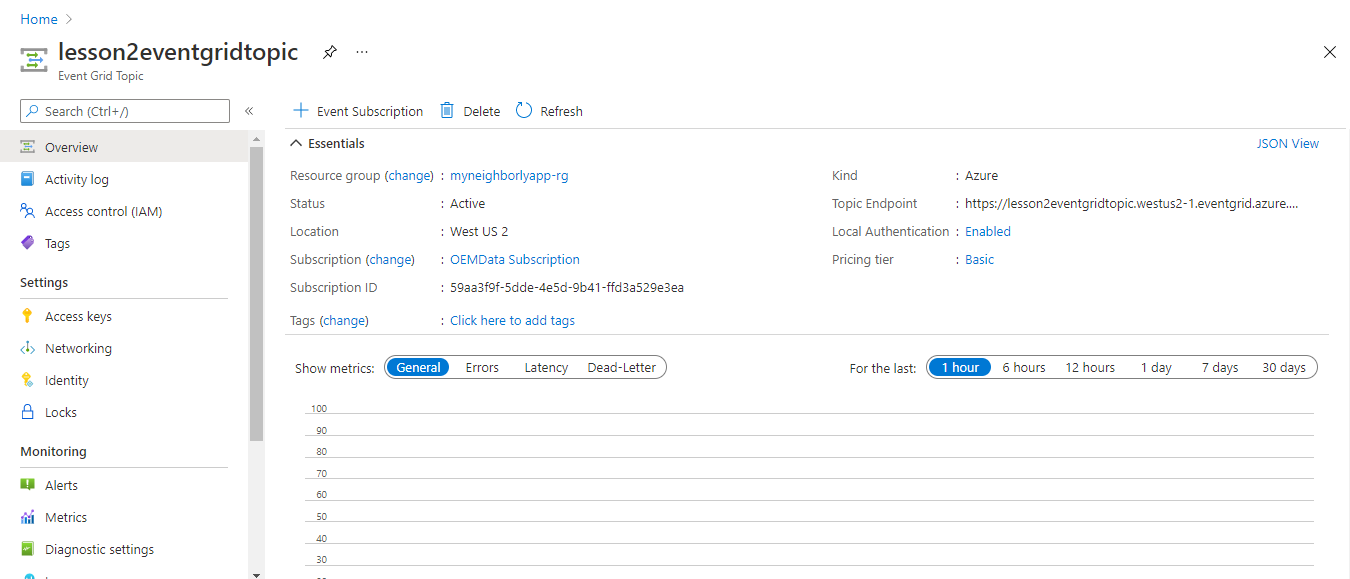 Home
lesson2eventgridtopic ...
Event Grid Topic
Search (Ctrl+/) «
Overview
Activity log
Access control (IAM)
Tags
Settings
Access keys
Networking
Identity
Locks
Monitoring
Alerts
Metrics
Diagnostic settings
+ Event Subscription Delete Refresh
Essentials JSON View
Resource group (change) : myneighborlyapp-rg
Status : Active
Location : West US 2
Subscription (change) : OEMData Subscription
Subscription ID : 59aa3f9f-5dde-4e5d-9b41-ffd3a529e3ea
Tags (change) : Click here to add tags
Kind : Azure
Topic Endpoint : https://lesson2eventgridtopic.westus2-1.eventgrid.azure....
Local Authentication : Enabled
Pricing tier : Basic
Show metrics: General Errors Latency Dead-Letter
For the last: 1 hour 6 hours 12 hours 1 day 7 days 30 days
100
90
80
70
60
50
40
30